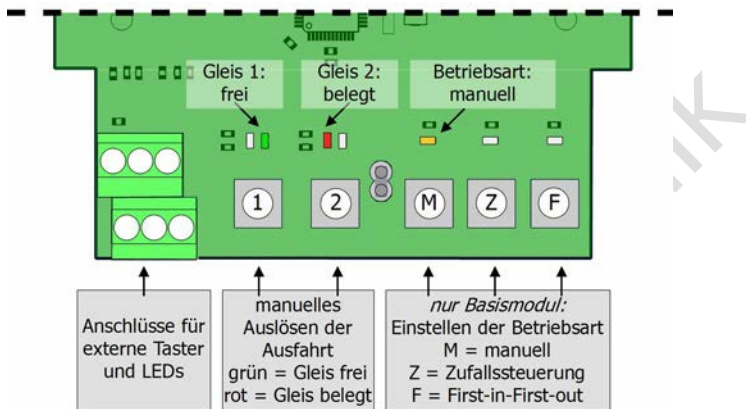 Gleis 1:
frei
Gleis 2:
belegt
Betriebsart:
manuell
1
2
M
Z
F
Anschlüsse für
externe Taster
und LEDs
manuelles
Auslösen der
Ausfahrt
grün = Gleis frei
rot = Gleis belegt
nur Basismodul:
Einstellen der Betriebsart
M = manuell
Z = Zufallssteuerung
F = First-in-First-out